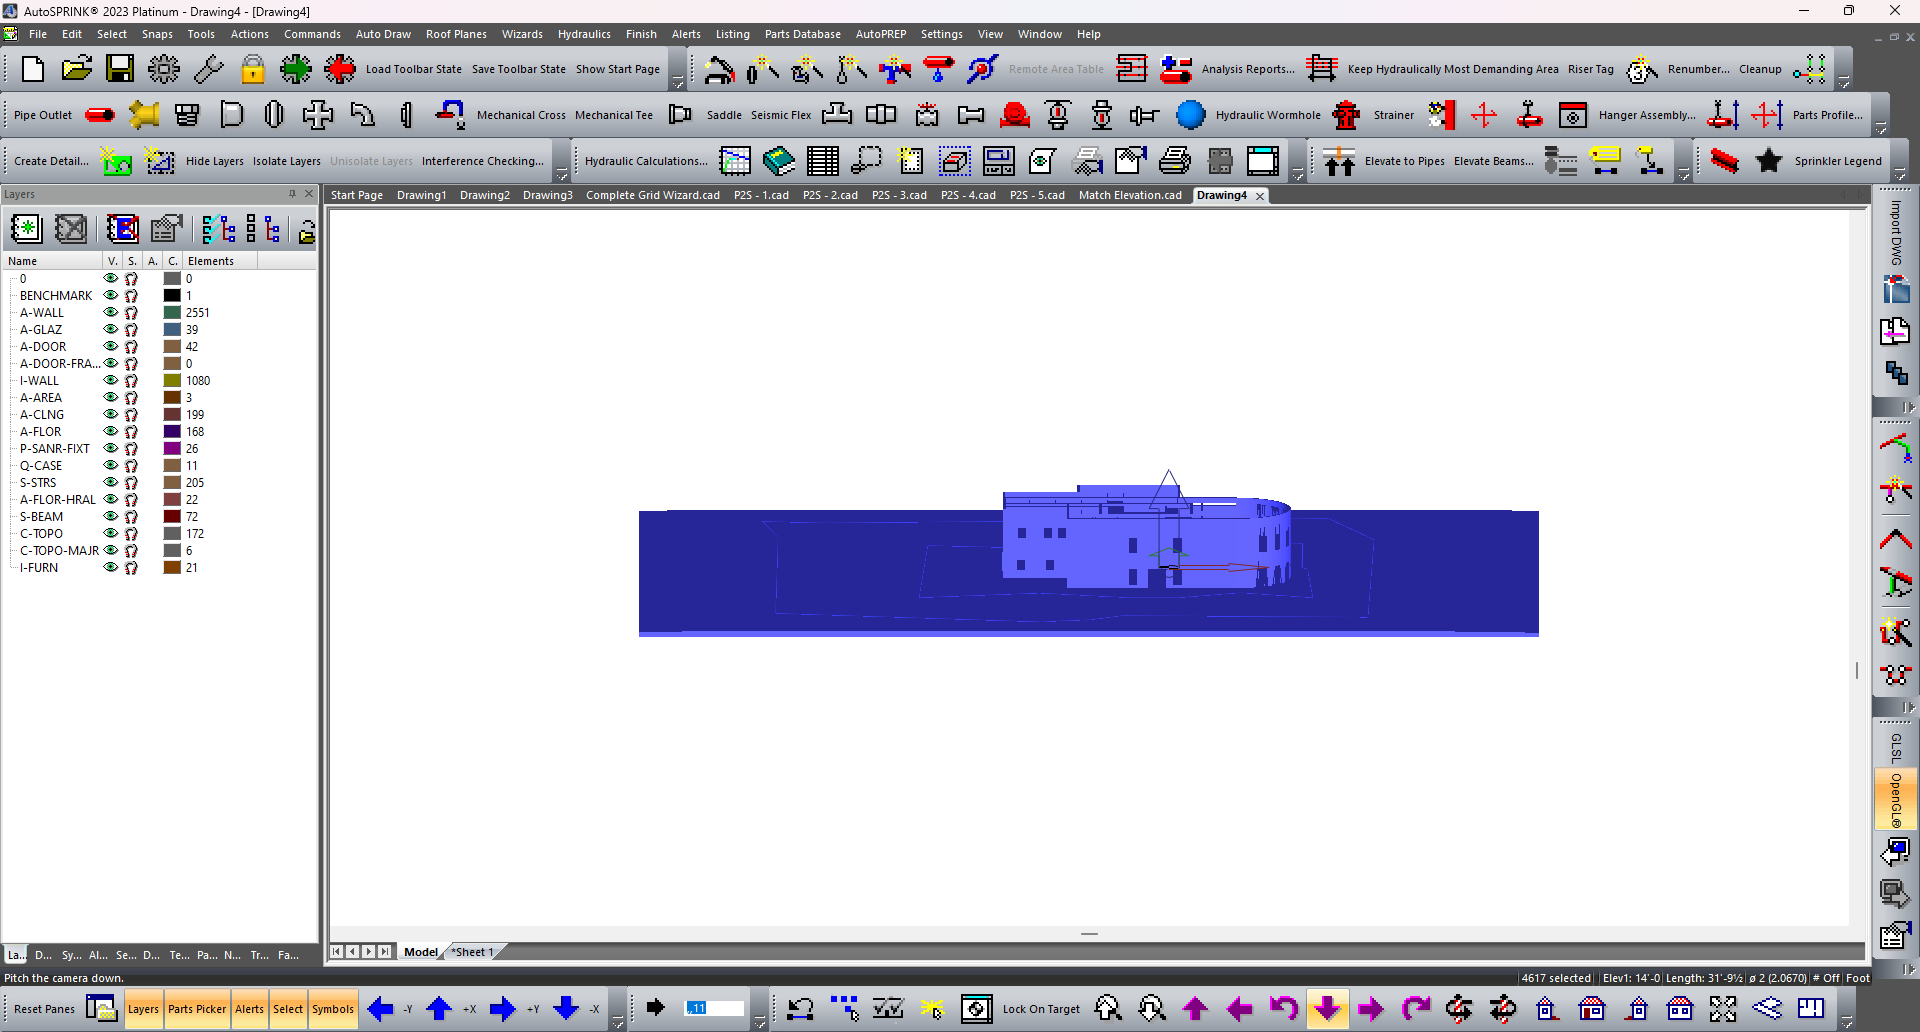 AutoSPRINK® 2023 Platinum - Drawing4 - [Drawing4]
File Edit Select Snaps Tools Actions Commands Auto Draw Roof Planes Wizards Hydraulics Finish Alerts Listing Parts Database AutoPREP Settings View Window Help
Load Toolbar State Save Toolbar State Show Start Page Remote Area Table Analysis Reports... Keep Hydraulically Most Demanding Area Riser Tag Renumber... Cleanup
Pipe Outlet Mechanical Cross Mechanical Tee Saddle Seismic Flex Hydraulic Wormhole Strainer Hanger Assembly... Parts Profile...
Create Detail... Hide Layers Isolate Layers Unisolate Layers Interference Checking... Hydraulic Calculations... Elevate to Pipes Elevate Beams... Sprinkler Legend
Layers
Start Page Drawing1 Drawing2 Drawing3 Complete Grid Wizard.cad P2S - 1.cad P2S - 2.cad P2S - 3.cad P2S - 4.cad P2S - 5.cad Match Elevation.cad Drawing4
Import DWG
Name V. S. A. C. Elements
0 0
BENCHMARK 1
A-WALL 2551
A-GLAZ 39
A-DOOR 42
A-DOOR-FRA... 0
I-WALL 1080
A-AREA 3
A-CLNG 199
A-FLOR 168
P-SANR-FIXT 26
Q-CASE 11
S-STRS 205
A-FLOR-HRAL 22
S-BEAM 72
C-TOPO 172
C-TOPO-MAJR 6
I-FURN 21
GLSL
OpenGL®
La... D... Sy... Al... Se... D... Te... Pa... N... Tr... Fa...
Model *Sheet 1
Pitch the camera down. 4617 selected Elev1: 14'-0 Length: 31'-9½ ø 2 (2.0670) # Off Foot
Reset Panes Layers Parts Picker Alerts Select Symbols -Y +X +Y -X ,,11 Lock On Target